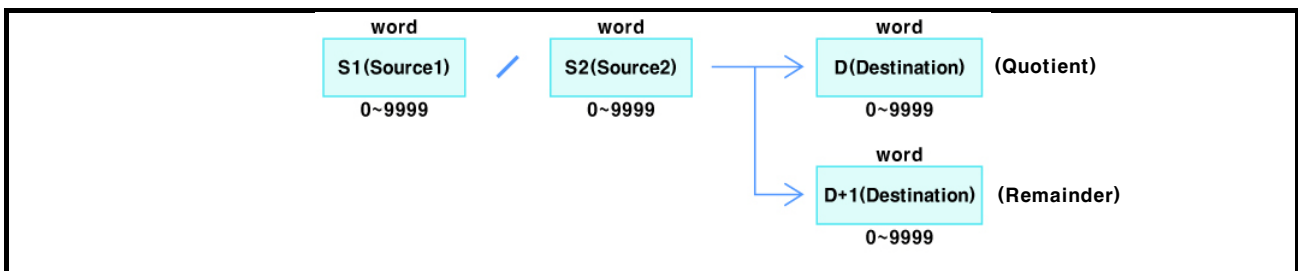 word word word
S1(Source1) / S2(Source2) D(Destination) (Quotient)
0~9999 0~9999 0~9999
word
D+1(Destination) (Remainder)
0~9999